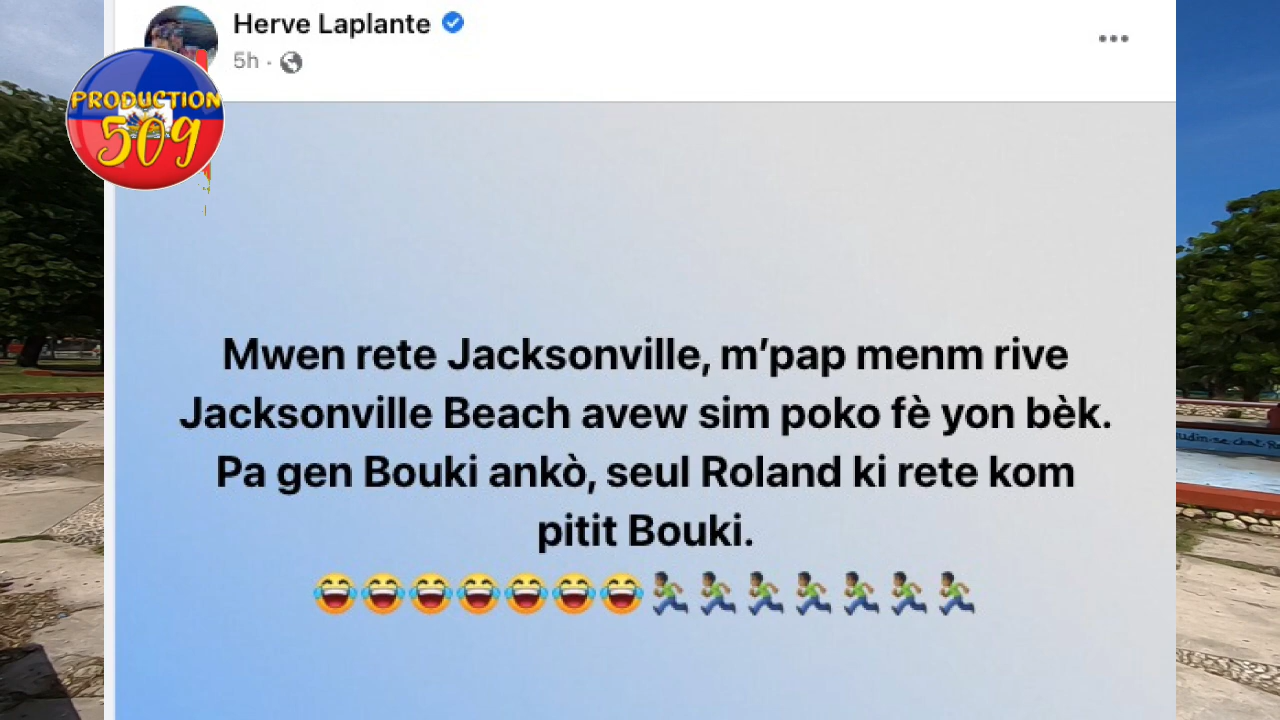 Herve Laplante
5h ·
PRODUCTION
509
Mwen rete Jacksonville, m'pap menm rive
Jacksonville Beach avew sim poko fè yon bèk.
Pa gen Bouki ankò, seul Roland ki rete kom
pitit Bouki.
😂😂😂😂😂😂😂🏃🏽‍♂️🏃🏽‍♂️🏃🏽‍♂️🏃🏽‍♂️🏃🏽‍♂️🏃🏽‍♂️🏃🏽‍♂️